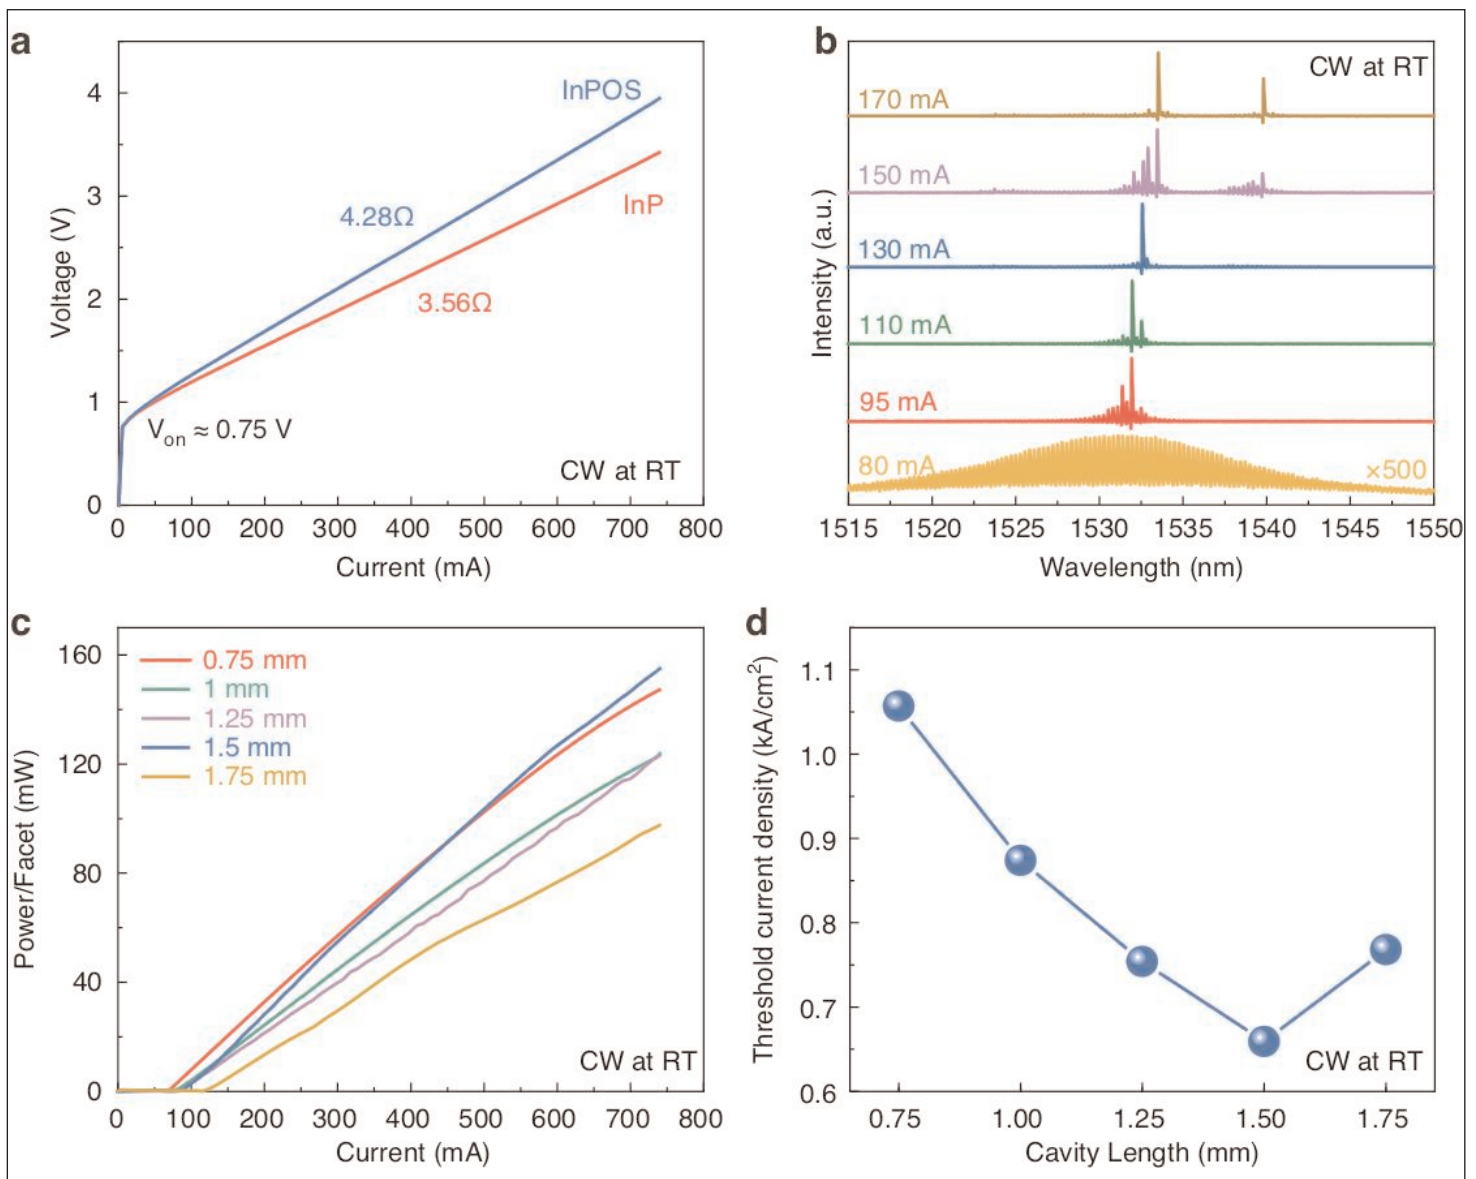 a
InPOS
InP
4.28Ω
3.56Ω
V_on ≈ 0.75 V
CW at RT
Voltage (V)
4
3
2
1
0
0 100 200 300 400 500 600 700 800
Current (mA)
b
CW at RT
170 mA
150 mA
130 mA
110 mA
95 mA
80 mA
×500
Intensity (a.u.)
1515 1520 1525 1530 1535 1540 1545 1550
Wavelength (nm)
c
0.75 mm
1 mm
1.25 mm
1.5 mm
1.75 mm
CW at RT
Power/Facet (mW)
160
120
80
40
0
0 100 200 300 400 500 600 700 800
Current (mA)
d
Threshold current density (kA/cm²)
1.1
1.0
0.9
0.8
0.7
0.6
CW at RT
0.75 1.00 1.25 1.50 1.75
Cavity Length (mm)